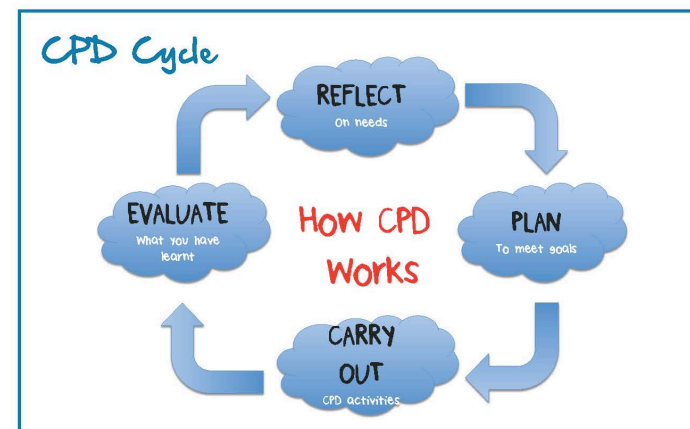 CPD Cycle
REFLECT
On needs
EVALUATE
What you have
learnt
How CPD
Works
PLAN
To meet goals
CARRY
OUT
CPD activities